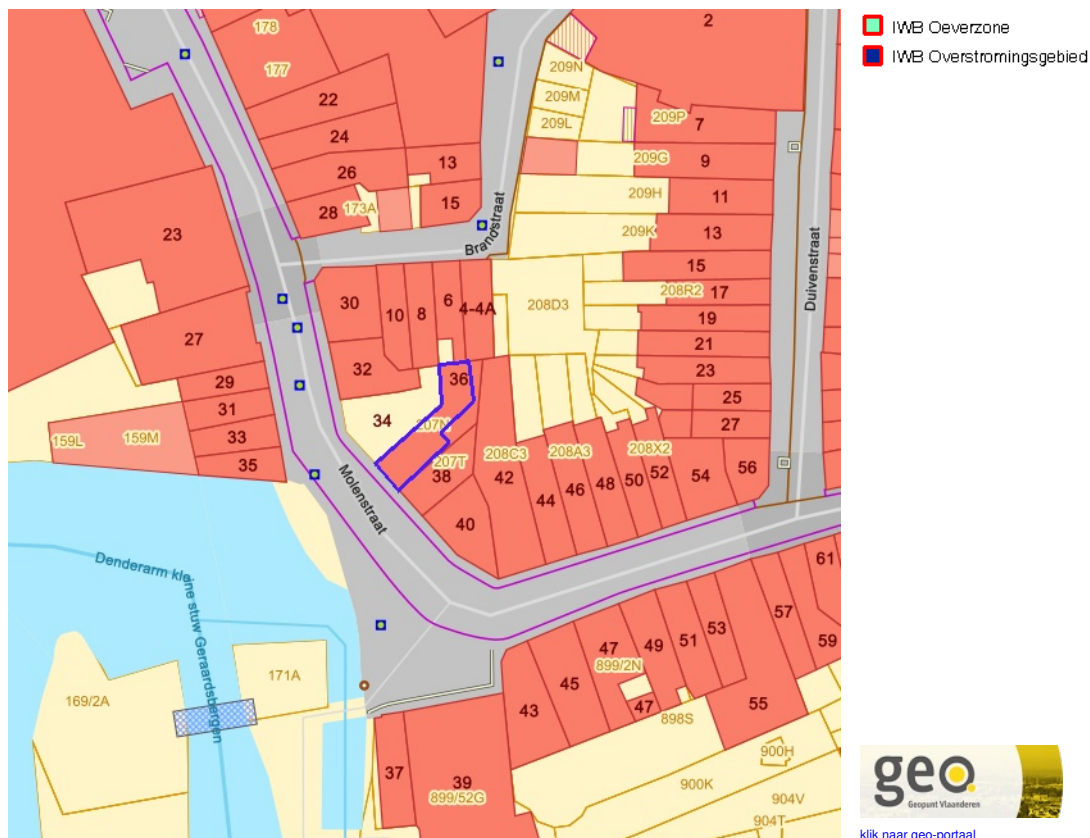 178
2
IWB Oeverzone
177
IWB Overstromingsgebied
209N
22
209M
209P
24
209L
7
26
13
209G
9
28
173A
15
209H
11
23
Brandstraat
209K
13
Duivenstraat
15
30
10
8
6
4-4A
208D3
208R2
17
19
27
21
32
36
23
29
25
31
34
207N
27
159L
159M
33
207T
208C3
208A3
208X2
35
38
42
44
46
48
50
52
54
56
Molenstraat
40
Denderarm kleine stuw Geraardsbergen
61
57
47
49
51
53
899/2N
59
171A
45
169/2A
43
47
55
898S
900H
37
39
900K
899/52G
904V
904T
geo
Geopunt Vlaanderen
klik naar geo-portaal